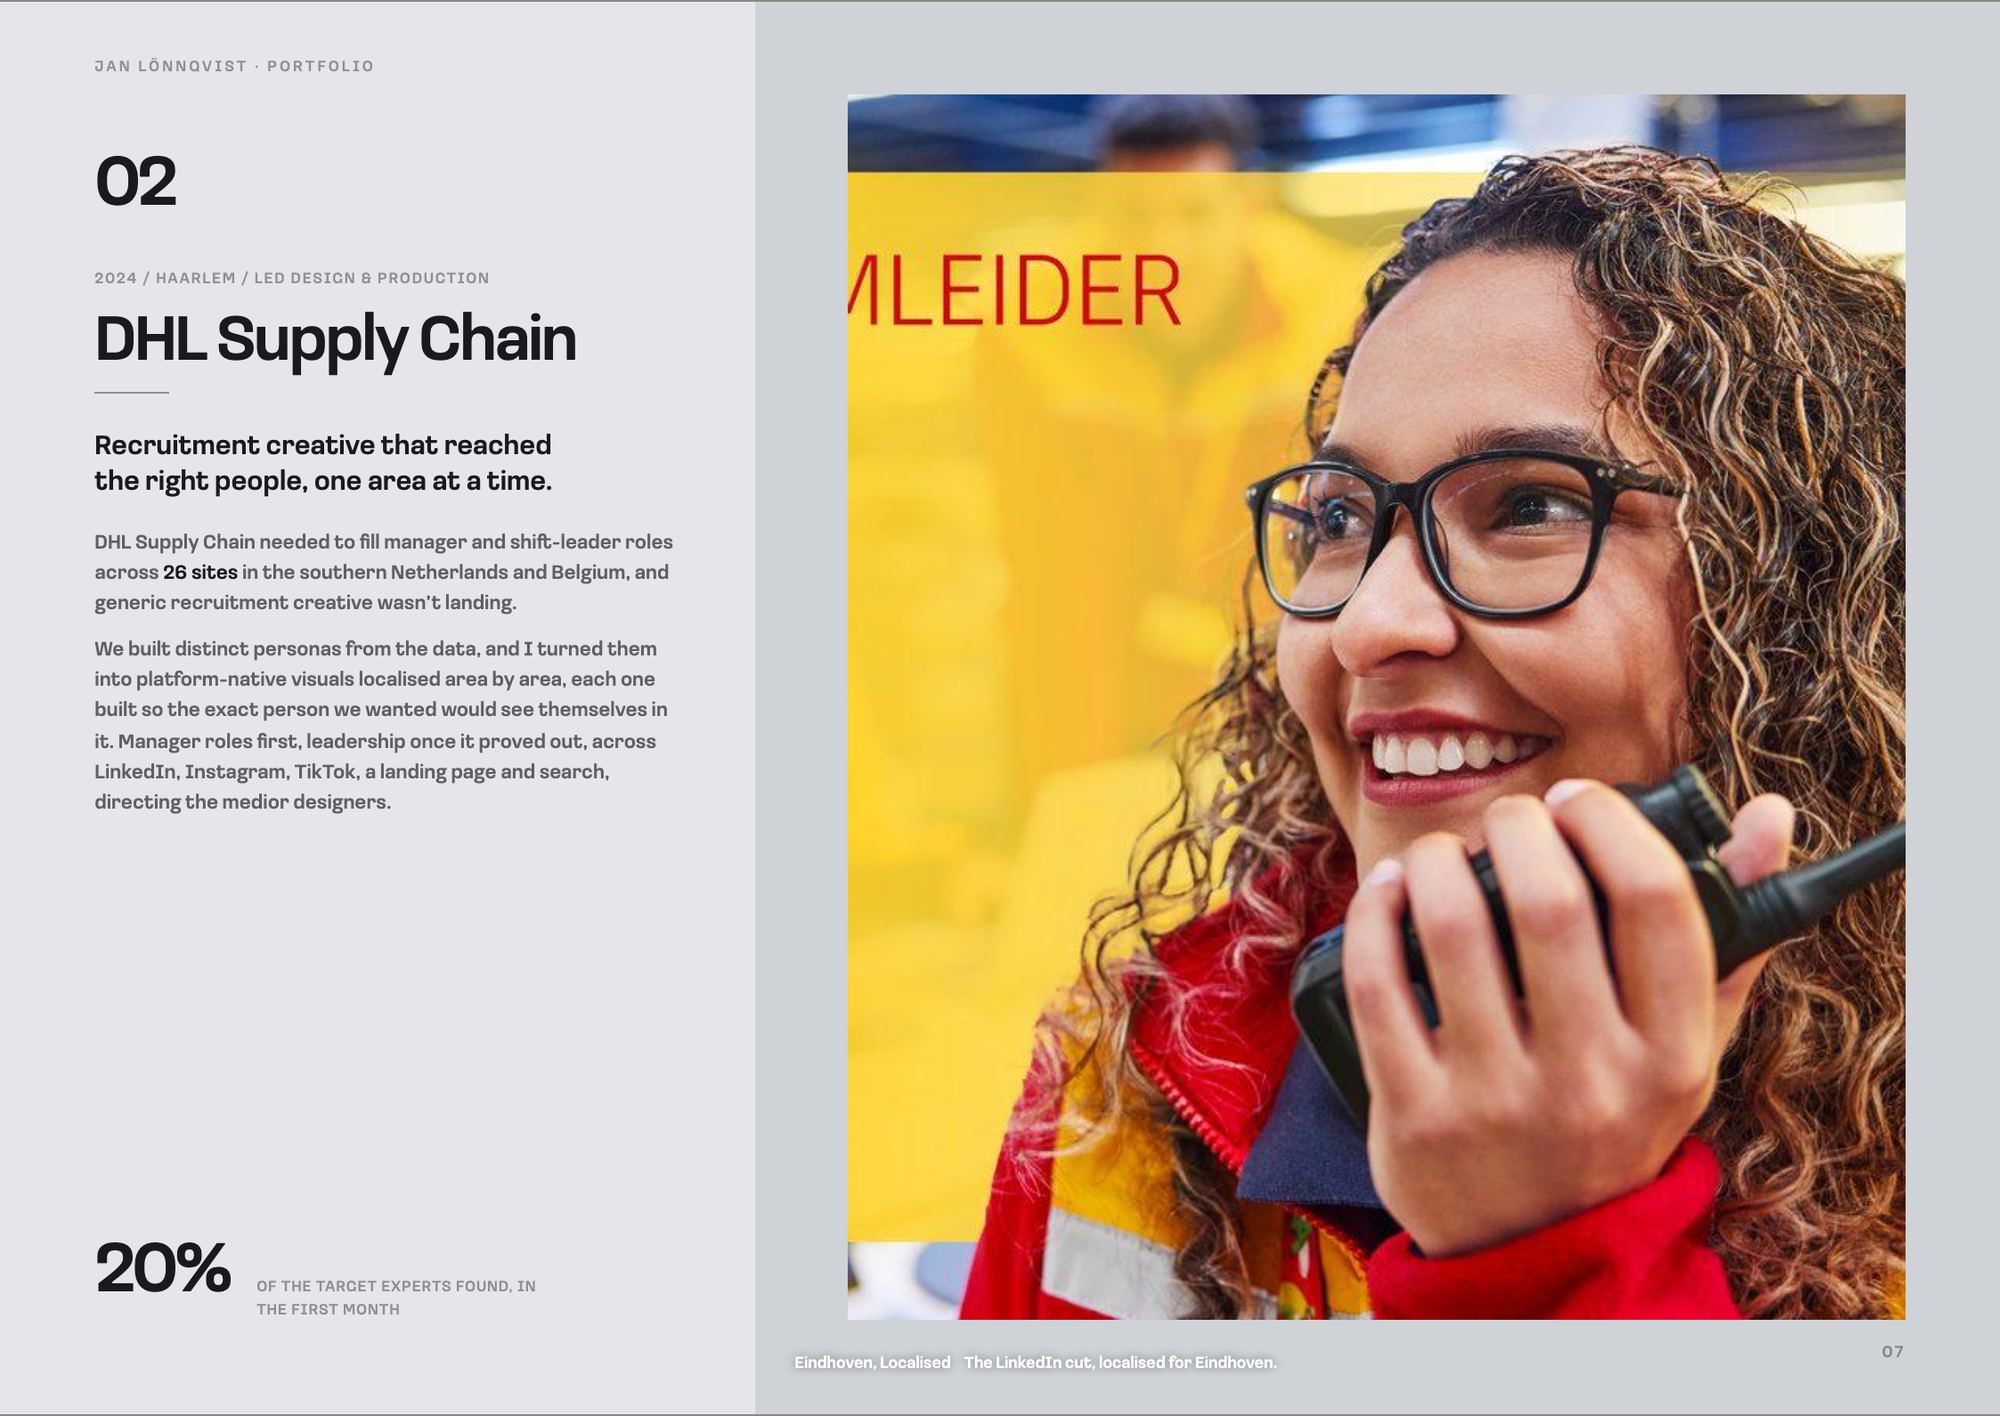 JAN LÖNNQVIST · PORTFOLIO
02
2024 / HAARLEM / LED DESIGN & PRODUCTION
DHL Supply Chain
Recruitment creative that reached
the right people, one area at a time.
DHL Supply Chain needed to fill manager and shift-leader roles
across 26 sites in the southern Netherlands and Belgium, and
generic recruitment creative wasn’t landing.
We built distinct personas from the data, and I turned them
into platform-native visuals localised area by area, each one
built so the exact person we wanted would see themselves in
it. Manager roles first, leadership once it proved out, across
LinkedIn, Instagram, TikTok, a landing page and search,
directing the medior designers.
20%
OF THE TARGET EXPERTS FOUND, IN
THE FIRST MONTH
MLEIDER
Eindhoven, Localised The LinkedIn cut, localised for Eindhoven.
07